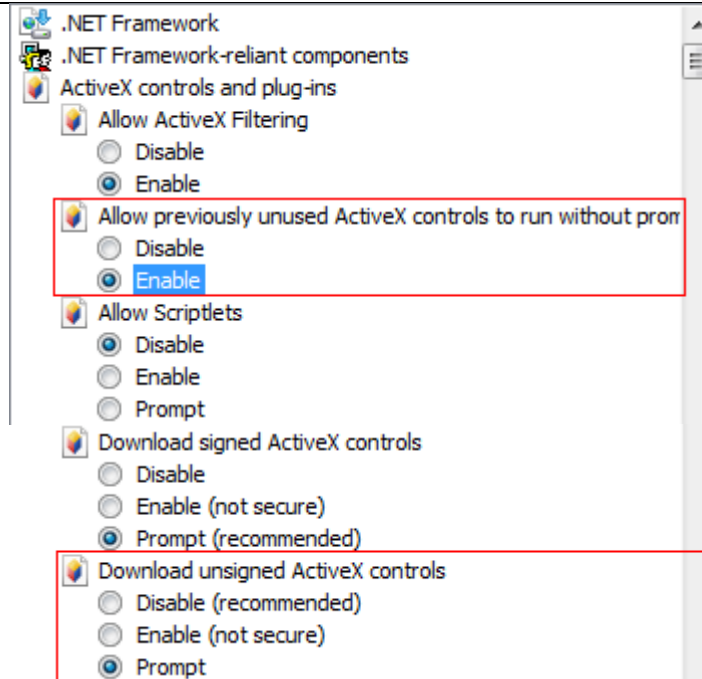 .NET Framework
.NET Framework-reliant components
ActiveX controls and plug-ins
Allow ActiveX Filtering
Disable
Enable
Allow previously unused ActiveX controls to run without prom
Disable
Enable
Allow Scriptlets
Disable
Enable
Prompt
Download signed ActiveX controls
Disable
Enable (not secure)
Prompt (recommended)
Download unsigned ActiveX controls
Disable (recommended)
Enable (not secure)
Prompt